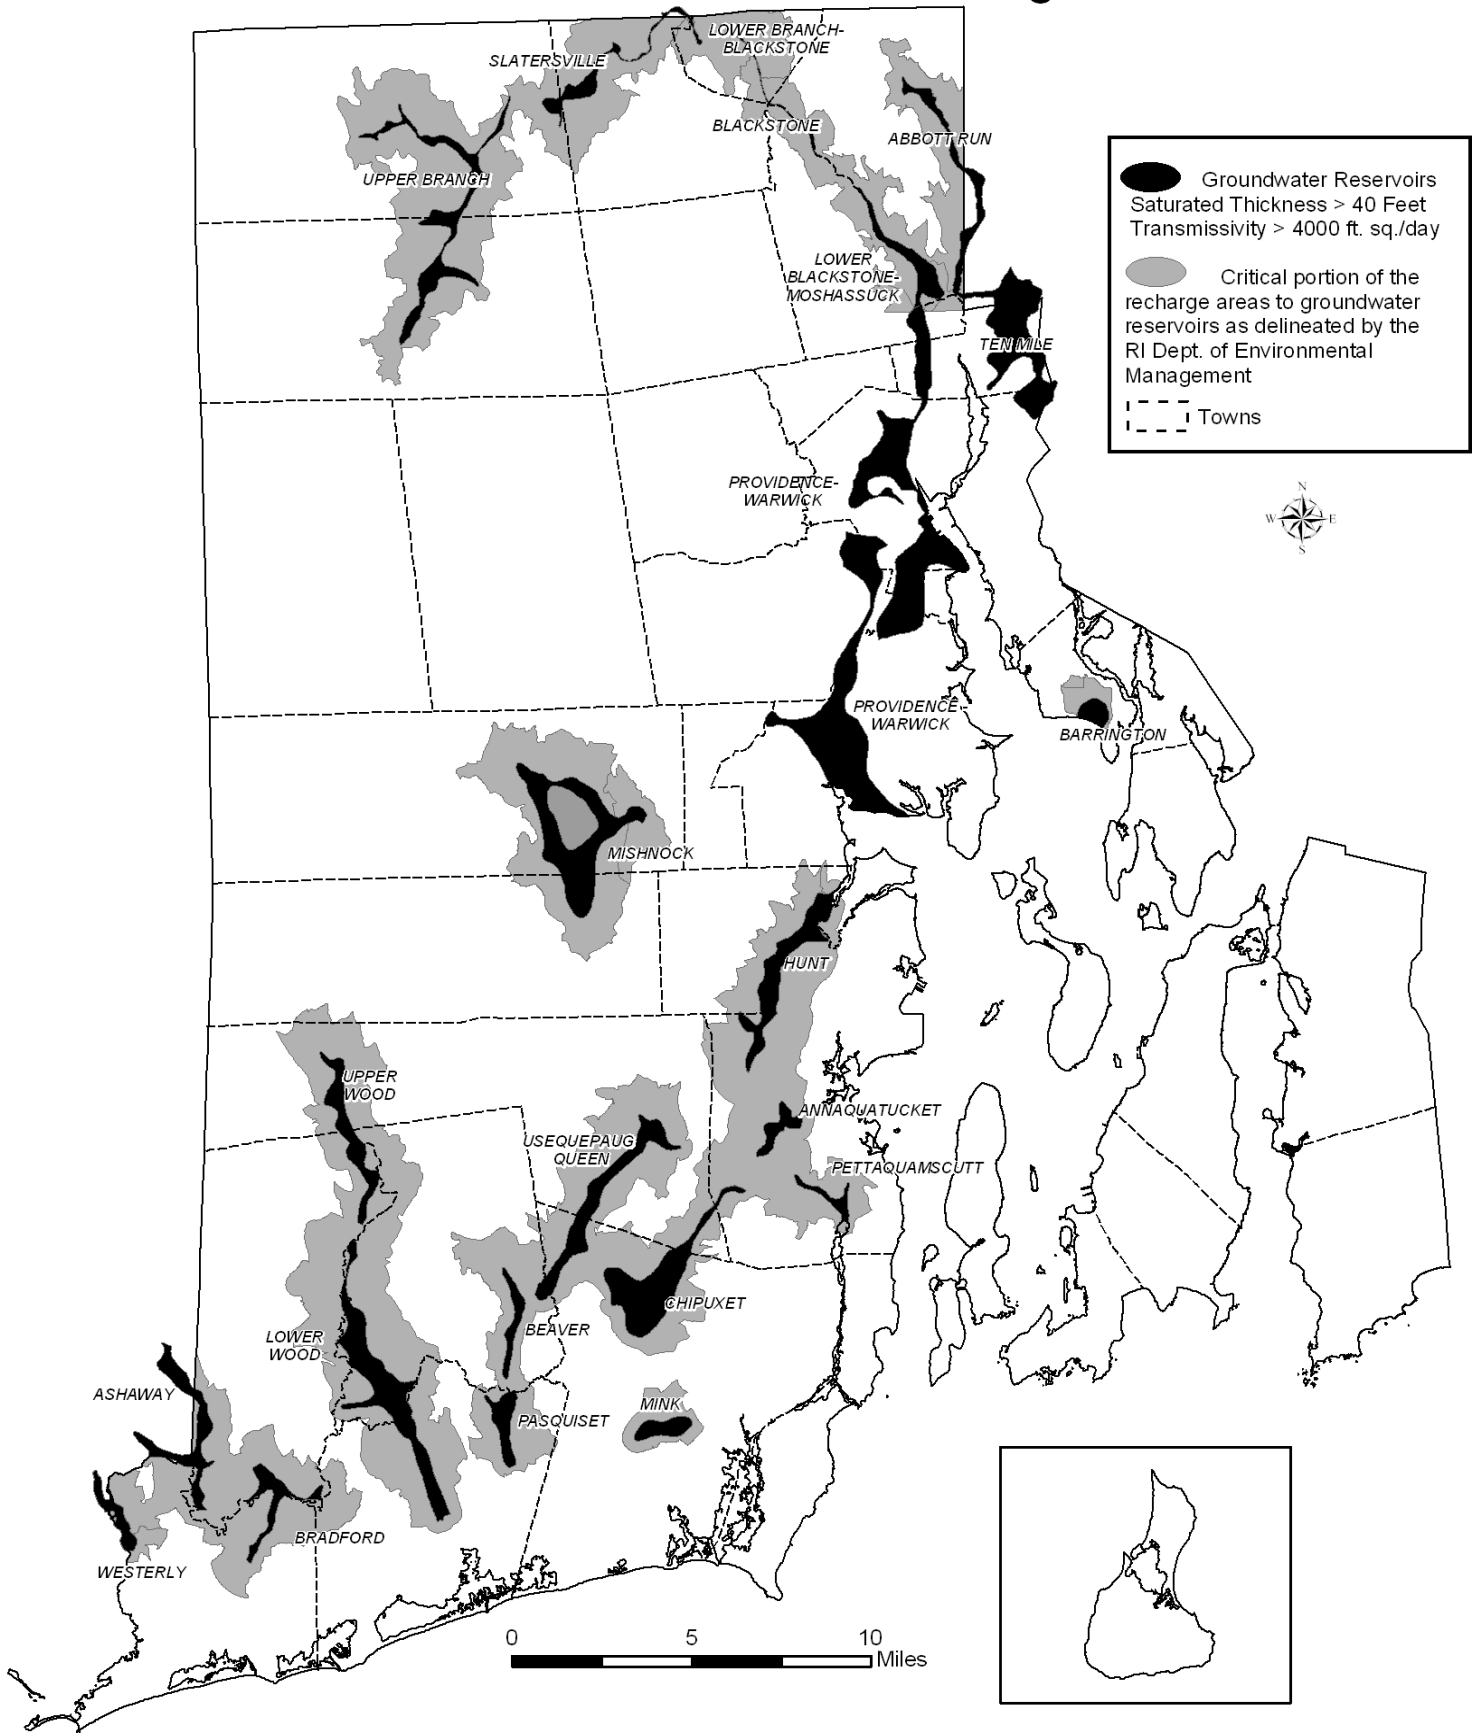 LOWER BRANCH-
BLACKSTONE
SLATERSVILLE
BLACKSTONE
ABBOTT RUN
UPPER BRANCH
Groundwater Reservoirs
Saturated Thickness > 40 Feet
Transmissivity > 4000 ft. sq./day
Critical portion of the
recharge areas to groundwater
reservoirs as delineated by the
RI Dept. of Environmental
Management
Towns
LOWER
BLACKSTONE-
MOSHASSUCK
TEN MILE
PROVIDENCE-
WARWICK
N
W
E
S
PROVIDENCE-
WARWICK
BARRINGTON
MISHNOCK
HUNT
UPPER
WOOD
ANNAQUATUCKET
USEQUEPAUG
QUEEN
PETTAQUAMSCUTT
CHIPUXET
BEAVER
LOWER
WOOD
ASHAWAY
MINK
PASQUISET
BRADFORD
WESTERLY
0 5 10
Miles